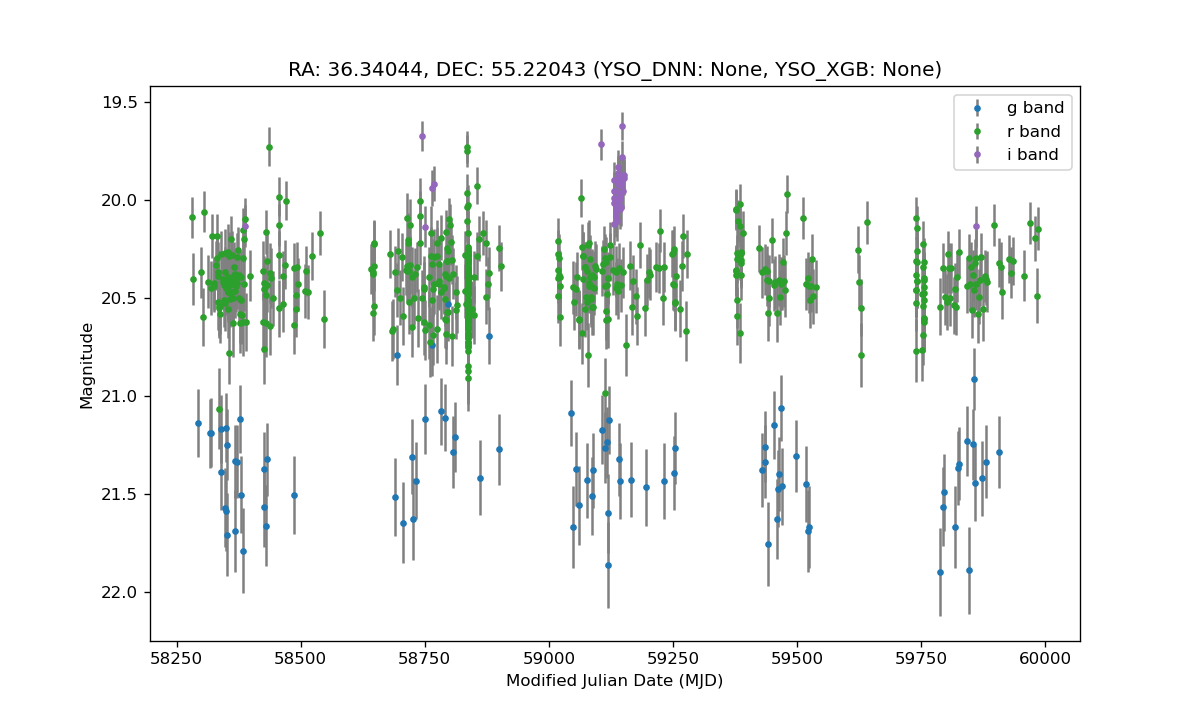 RA: 36.34044, DEC: 55.22043 (YSO_DNN: None, YSO_XGB: None)
g band
r band
i band
19.5
20.0
20.5
21.0
21.5
22.0
Magnitude
58250
58500
58750
59000
59250
59500
59750
60000
Modified Julian Date (MJD)